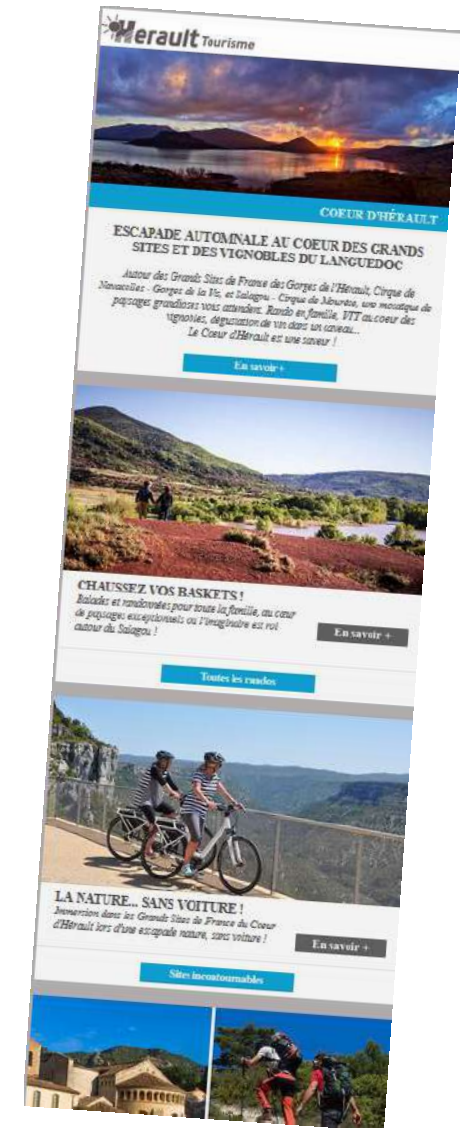 Herault Tourisme
COEUR D'HÉRAULT
ESCAPADE AUTOMNALE AU COEUR DES GRANDS
SITES ET DES VIGNOBLES DU LANGUEDOC
Autour des Grands Sites de France des Gorges de l'Hérault, Cirque de
Navacelles - Gorges de la Vis, et Salagou - Cirque de Mourèze, une mosaïque de
paysages grandioses vous attendent. Rando en famille, VTT au coeur des
vignobles, dégustation de vin dans un caveau...
Le Coeur d'Hérault est une saveur !
En savoir +
CHAUSSEZ VOS BASKETS !
Balades et randonnées pour toute la famille, au cœur
de paysages exceptionnels ou l'imaginaire est roi
autour du Salagou !
En savoir +
Toutes les randos
LA NATURE... SANS VOITURE !
Immersion dans les Grands Sites de France du Coeur
d'Hérault lors d'une escapade nature, sans voiture !
En savoir +
Sites incontournables